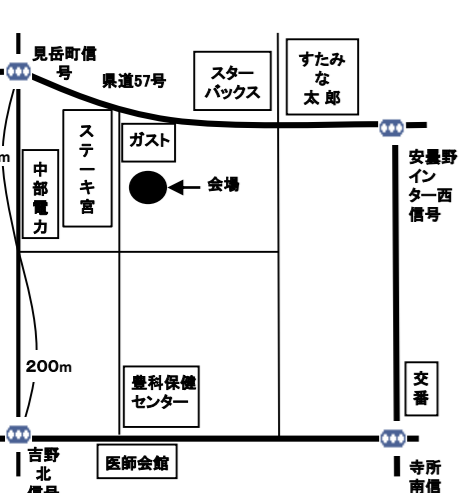 見岳町信
号
県道57号
スター
バックス
すたみ
な
太 郎
ステーキ宮
ガスト
中部電力
会場
安曇野
イン
ター西
信号
m
200m
豊科保健
センター
交番
医師会館
吉野
北
信号
寺所
南信